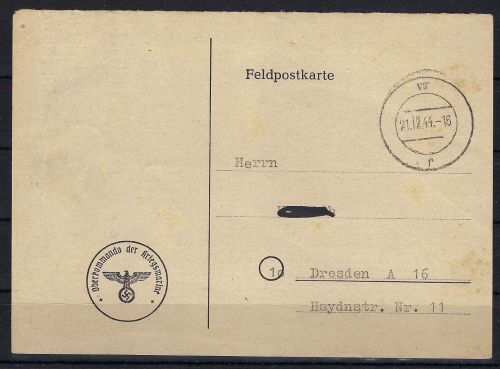 Feldpostkarte
21.12.44.-16
r
Herrn
10 Dresden A 16
Haydnstr. Nr. 11
Oberkommando der Kriegsmarine